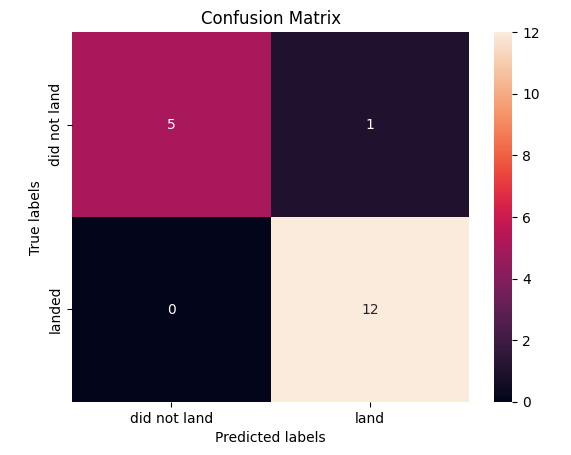 Confusion Matrix
True labels
did not land
landed
5
1
0
12
did not land
land
Predicted labels
12
10
8
6
4
2
0